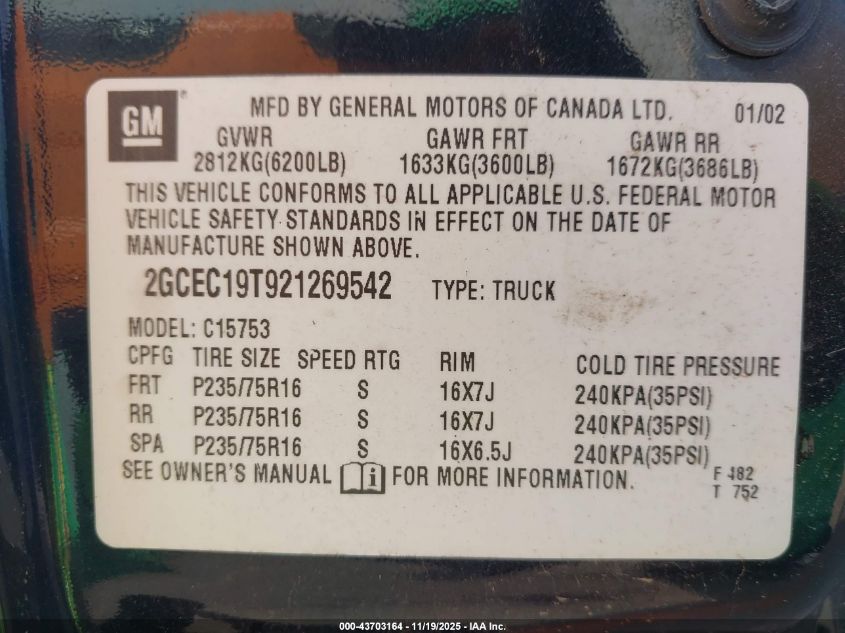 GM
MFD BY GENERAL MOTORS OF CANADA LTD. 01/02
GVWR GAWR FRT GAWR RR
2812KG(6200LB) 1633KG(3600LB) 1672KG(3686LB)
THIS VEHICLE CONFORMS TO ALL APPLICABLE U.S. FEDERAL MOTOR
VEHICLE SAFETY STANDARDS IN EFFECT ON THE DATE OF
MANUFACTURE SHOWN ABOVE.
2GCEC19T921269542 TYPE: TRUCK
MODEL: C15753
CPFG TIRE SIZE SPEED RTG RIM COLD TIRE PRESSURE
FRT P235/75R16 S 16X7J 240KPA(35PSI)
RR P235/75R16 S 16X7J 240KPA(35PSI)
SPA P235/75R16 S 16X6.5J 240KPA(35PSI)
SEE OWNER'S MANUAL i FOR MORE INFORMATION.
F 482
T 752
000-43703164 - 11/19/2025 - IAA Inc.